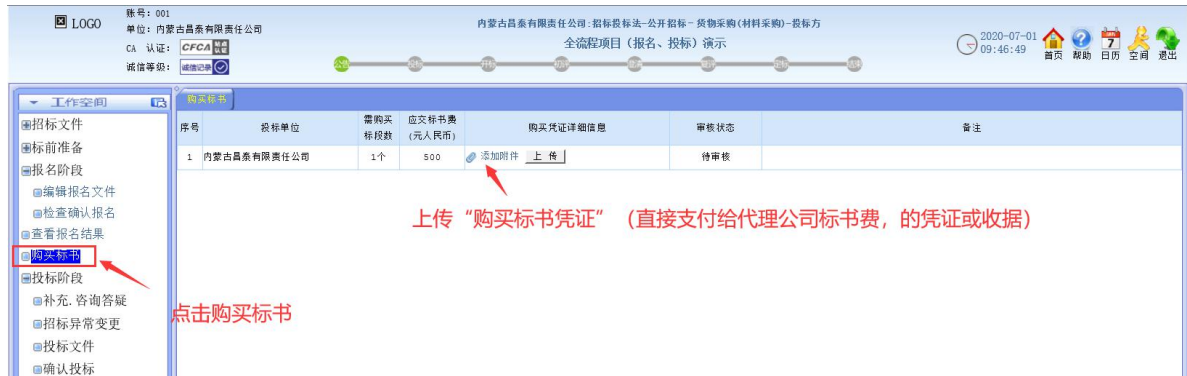 LOGO
账号: 001
单位: 内蒙古昌泰有限责任公司
CA 认证: CFCA
诚信等级: 诚信记录
内蒙古昌泰有限责任公司:招标投标法-公开招标-货物采购(材料采购)-投标方
全流程项目（报名、投标）演示
公告
2020-07-01
09:46:49
首页 帮助 日历 空间 退出
工作空间
招标文件
标前准备
报名阶段
编辑报名文件
检查确认报名
查看报名结果
购买标书
投标阶段
补充.咨询答疑
招标异常变更
投标文件
确认投标
购买标书
序号 投标单位 需购买标段数 应交标书费(元人民币) 购买凭证详细信息 审核状态 备注
1 内蒙古昌泰有限责任公司 1个 500 添加附件 上 传 待审核
上传“购买标书凭证”（直接支付给代理公司标书费，的凭证或收据）
点击购买标书